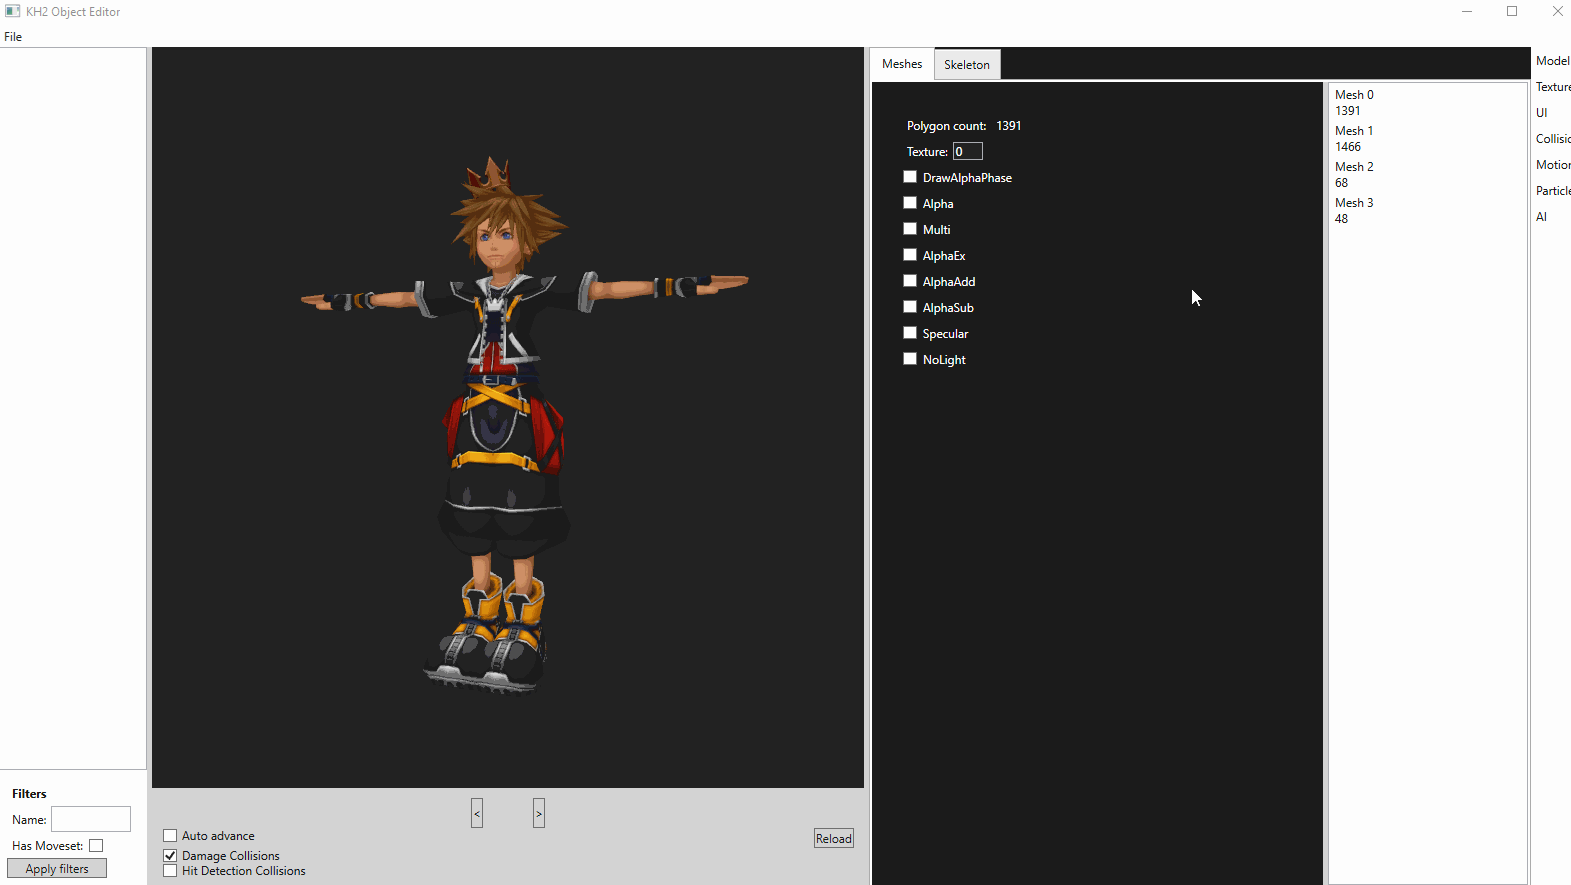 KH2 Object Editor
File
Meshes
Skeleton
Polygon count: 1391
Texture: 0
DrawAlphaPhase
Alpha
Multi
AlphaEx
AlphaAdd
AlphaSub
Specular
NoLight
Mesh 0
1391
Mesh 1
1466
Mesh 2
68
Mesh 3
48
Model
Texture
UI
Collisio
Motion
Particle
AI
Filters
Name:
Has Moveset:
Apply filters
<
>
Auto advance
Damage Collisions
Hit Detection Collisions
Reload